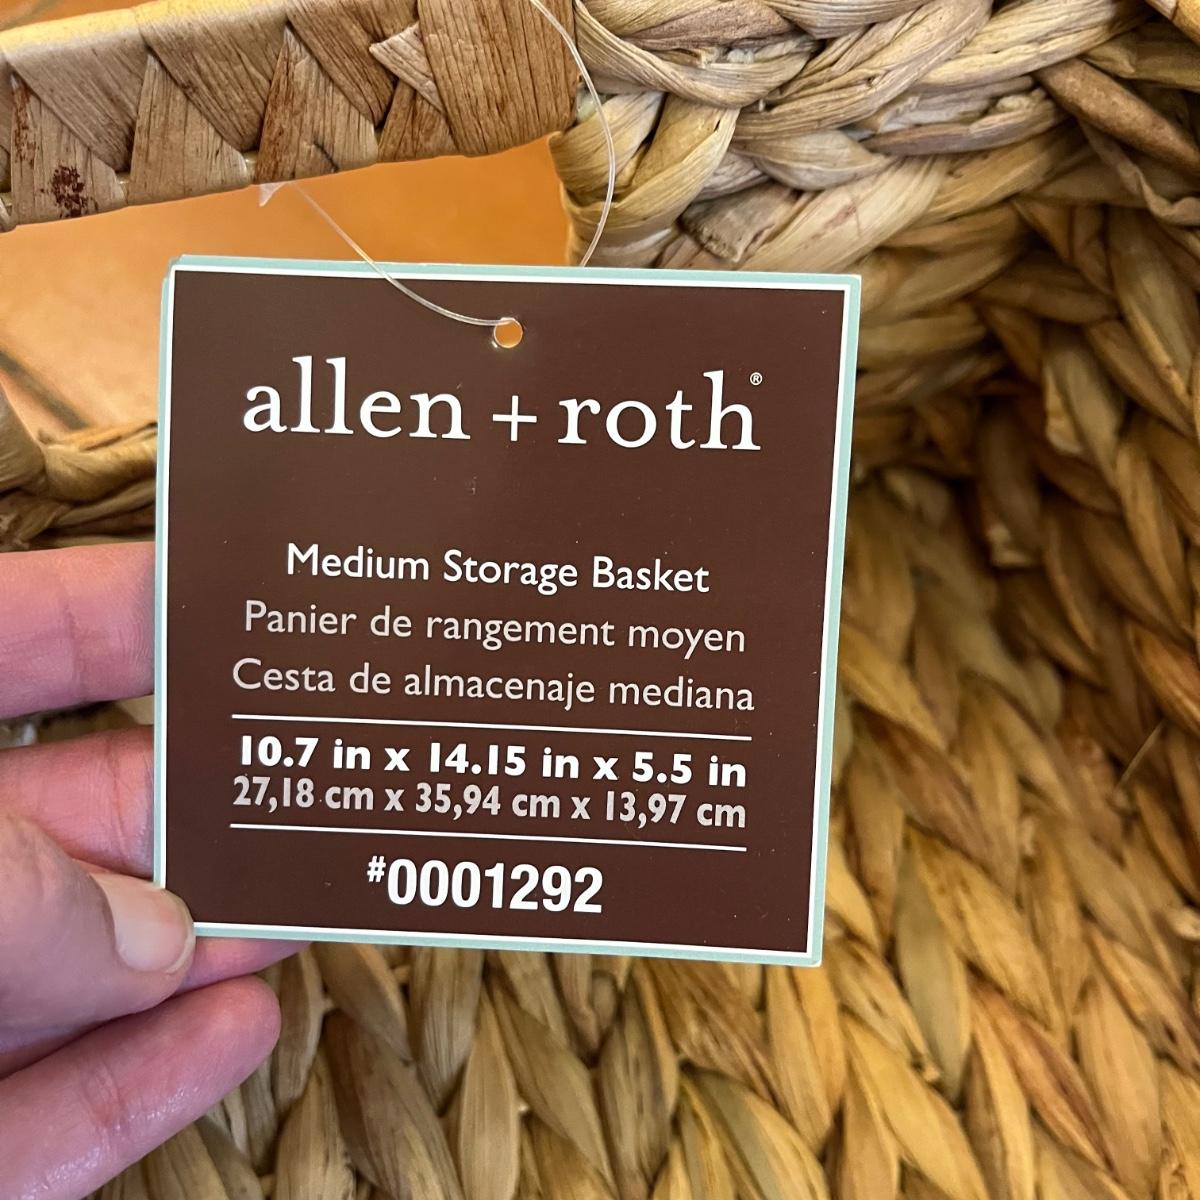 allen + roth®
Medium Storage Basket
Panier de rangement moyen
Cesta de almacenaje mediana
10.7 in x 14.15 in x 5.5 in
27,18 cm x 35,94 cm x 13,97 cm
#0001292